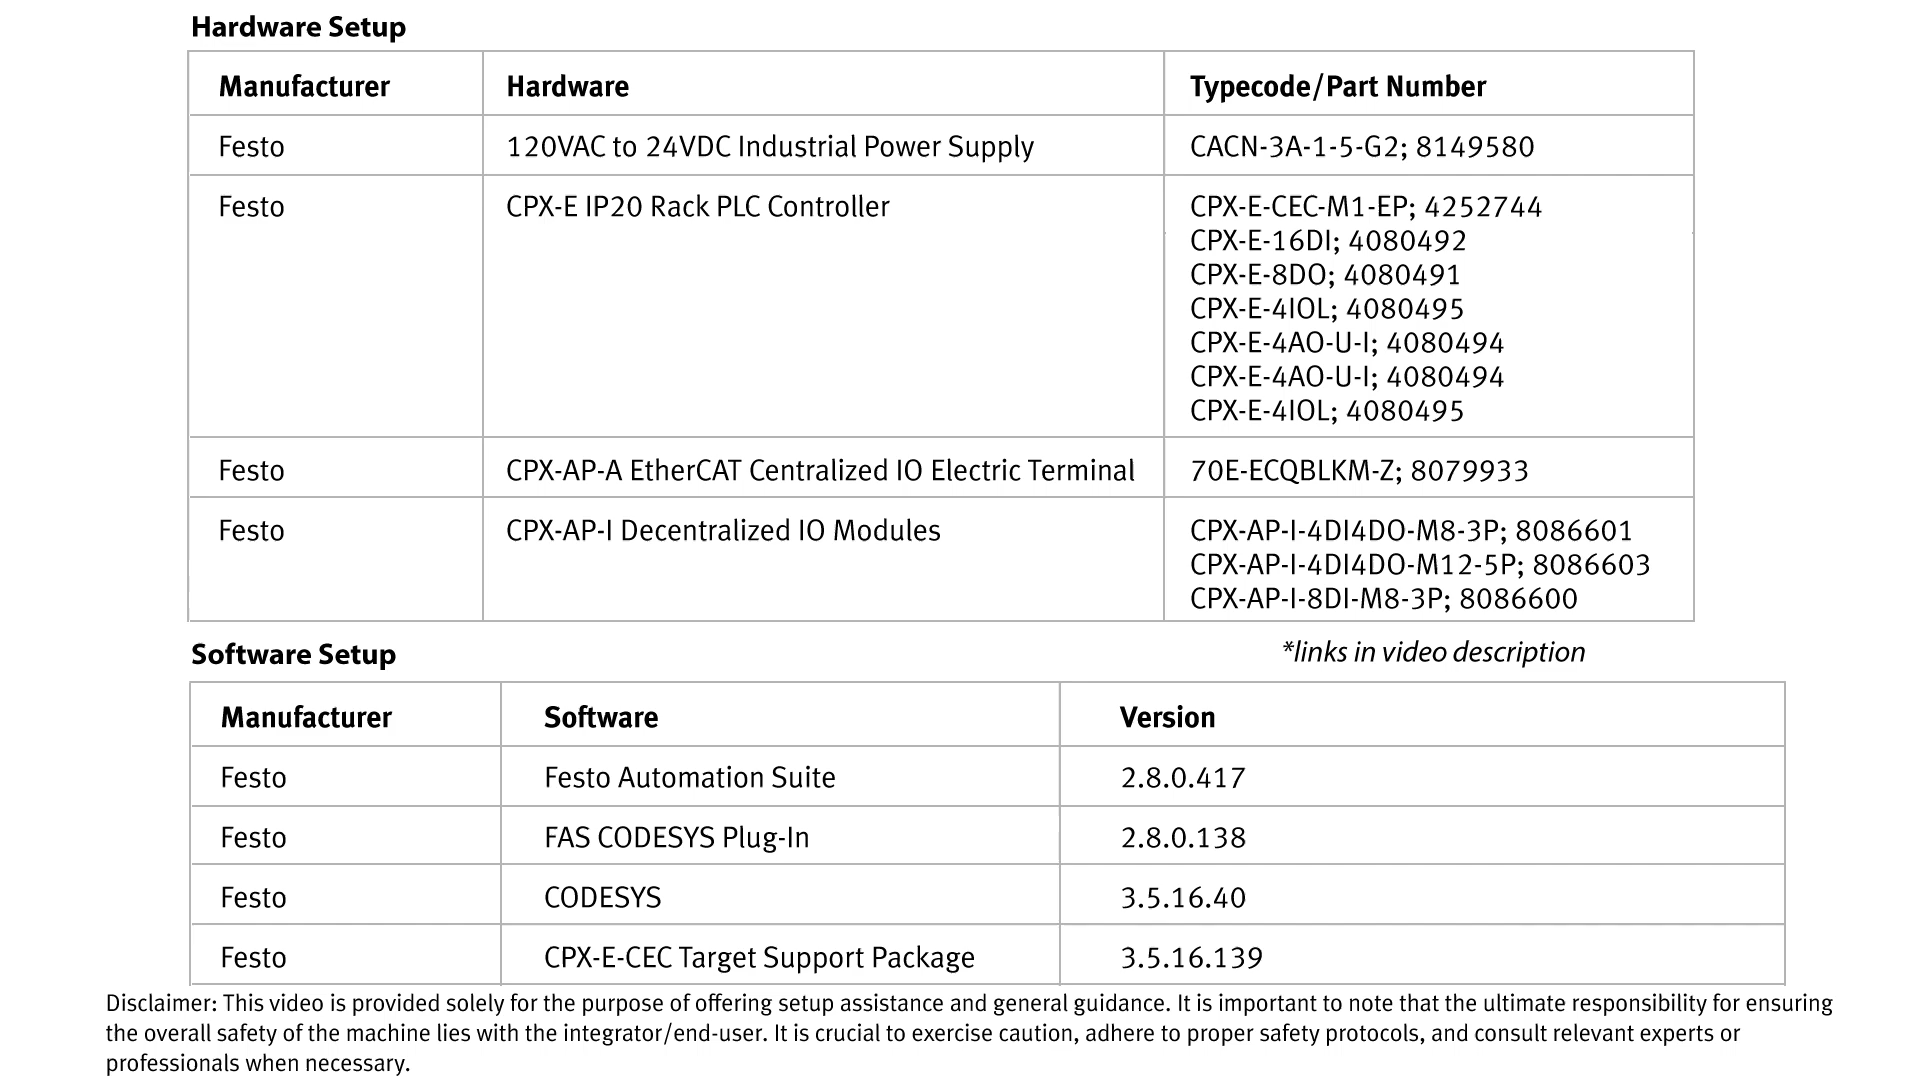 Hardware Setup
Manufacturer Hardware Typecode/Part Number
Festo 120VAC to 24VDC Industrial Power Supply CACN-3A-1-5-G2; 8149580
Festo CPX-E IP20 Rack PLC Controller CPX-E-CEC-M1-EP; 4252744
CPX-E-16DI; 4080492
CPX-E-8DO; 4080491
CPX-E-4IOL; 4080495
CPX-E-4AO-U-I; 4080494
CPX-E-4AO-U-I; 4080494
CPX-E-4IOL; 4080495
Festo CPX-AP-A EtherCAT Centralized IO Electric Terminal 70E-ECQBLKM-Z; 8079933
Festo CPX-AP-I Decentralized IO Modules CPX-AP-I-4DI4DO-M8-3P; 8086601
CPX-AP-I-4DI4DO-M12-5P; 8086603
CPX-AP-I-8DI-M8-3P; 8086600
*links in video description
Software Setup
Manufacturer Software Version
Festo Festo Automation Suite 2.8.0.417
Festo FAS CODESYS Plug-In 2.8.0.138
Festo CODESYS 3.5.16.40
Festo CPX-E-CEC Target Support Package 3.5.16.139
Disclaimer: This video is provided solely for the purpose of offering setup assistance and general guidance. It is important to note that the ultimate responsibility for ensuring
the overall safety of the machine lies with the integrator/end-user. It is crucial to exercise caution, adhere to proper safety protocols, and consult relevant experts or
professionals when necessary.